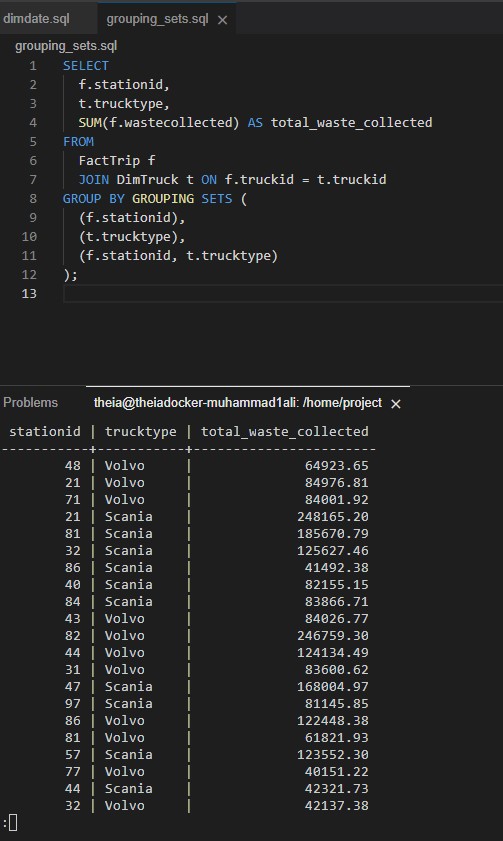 dimdate.sql grouping_sets.sql ×
grouping_sets.sql
1 SELECT
2 f.stationid,
3 t.trucktype,
4 SUM(f.wastecollected) AS total_waste_collected
5 FROM
6 FactTrip f
7 JOIN DimTruck t ON f.truckid = t.truckid
8 GROUP BY GROUPING SETS (
9 (f.stationid),
10 (t.trucktype),
11 (f.stationid, t.trucktype)
12 );
13
Problems theia@theiadocker-muhammad1ali: /home/project ×
stationid | trucktype | total_waste_collected
-----------+-----------+-----------------------
48 | Volvo | 64923.65
21 | Volvo | 84976.81
71 | Volvo | 84001.92
21 | Scania | 248165.20
81 | Scania | 185670.79
32 | Scania | 125627.46
86 | Scania | 41492.38
40 | Scania | 82155.15
84 | Scania | 83866.71
43 | Volvo | 84026.77
82 | Volvo | 246759.30
44 | Volvo | 124134.49
31 | Volvo | 83600.62
47 | Scania | 168004.97
97 | Scania | 81145.85
86 | Volvo | 122448.38
81 | Volvo | 61821.93
57 | Scania | 123552.30
77 | Volvo | 40151.22
44 | Scania | 42321.73
32 | Volvo | 42137.38
: